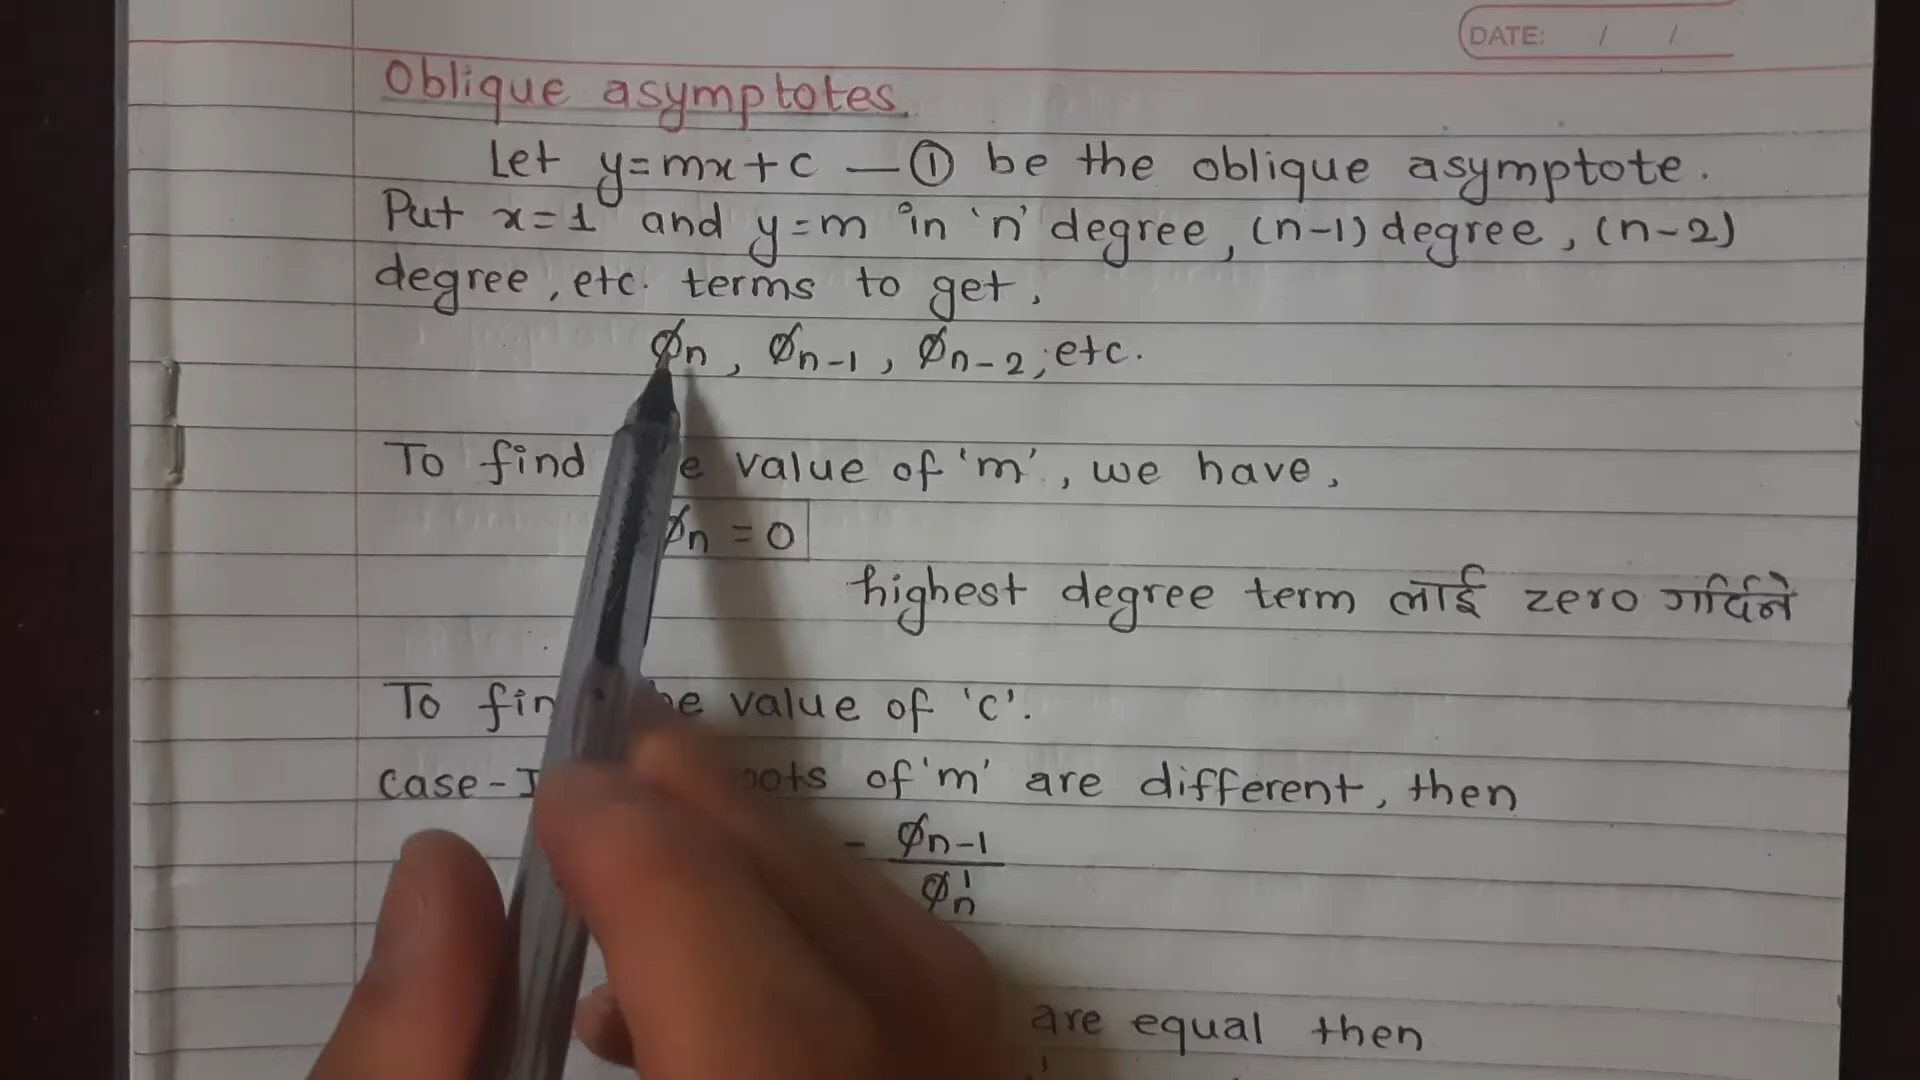 DATE: / /
Oblique asymptotes
Let y=mx+c —① be the oblique asymptote.
Put x=1 and y=m in 'n' degree, (n-1) degree, (n-2)
degree, etc. terms to get,
Øn, Øn-1, Øn-2, etc.
To find value of 'm', we have,
Øn = 0
highest degree term लाई zero गर्दिने
To value of 'c'.
case-I of 'm' are different, then
- Øn-1
Ø'n
are equal then